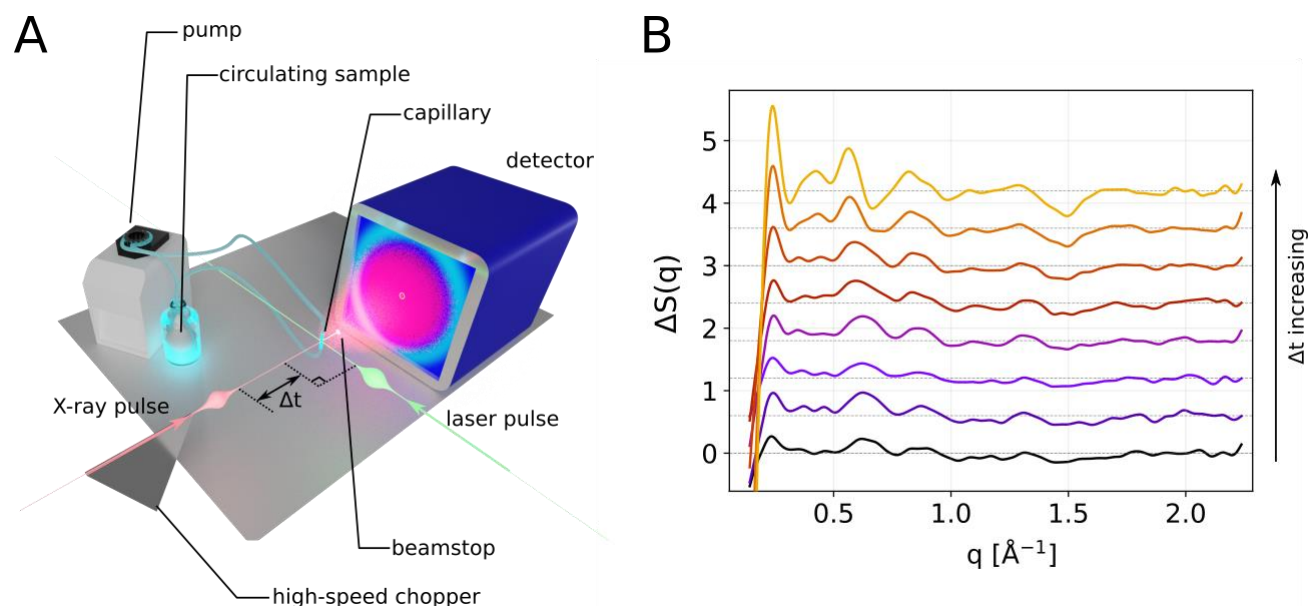 A
pump
circulating sample
capillary
detector
X-ray pulse
Δt
laser pulse
beamstop
high-speed chopper
B
ΔS(q)
5
4
3
2
1
0
0.5 1.0 1.5 2.0
q [Å⁻¹]
Δt increasing